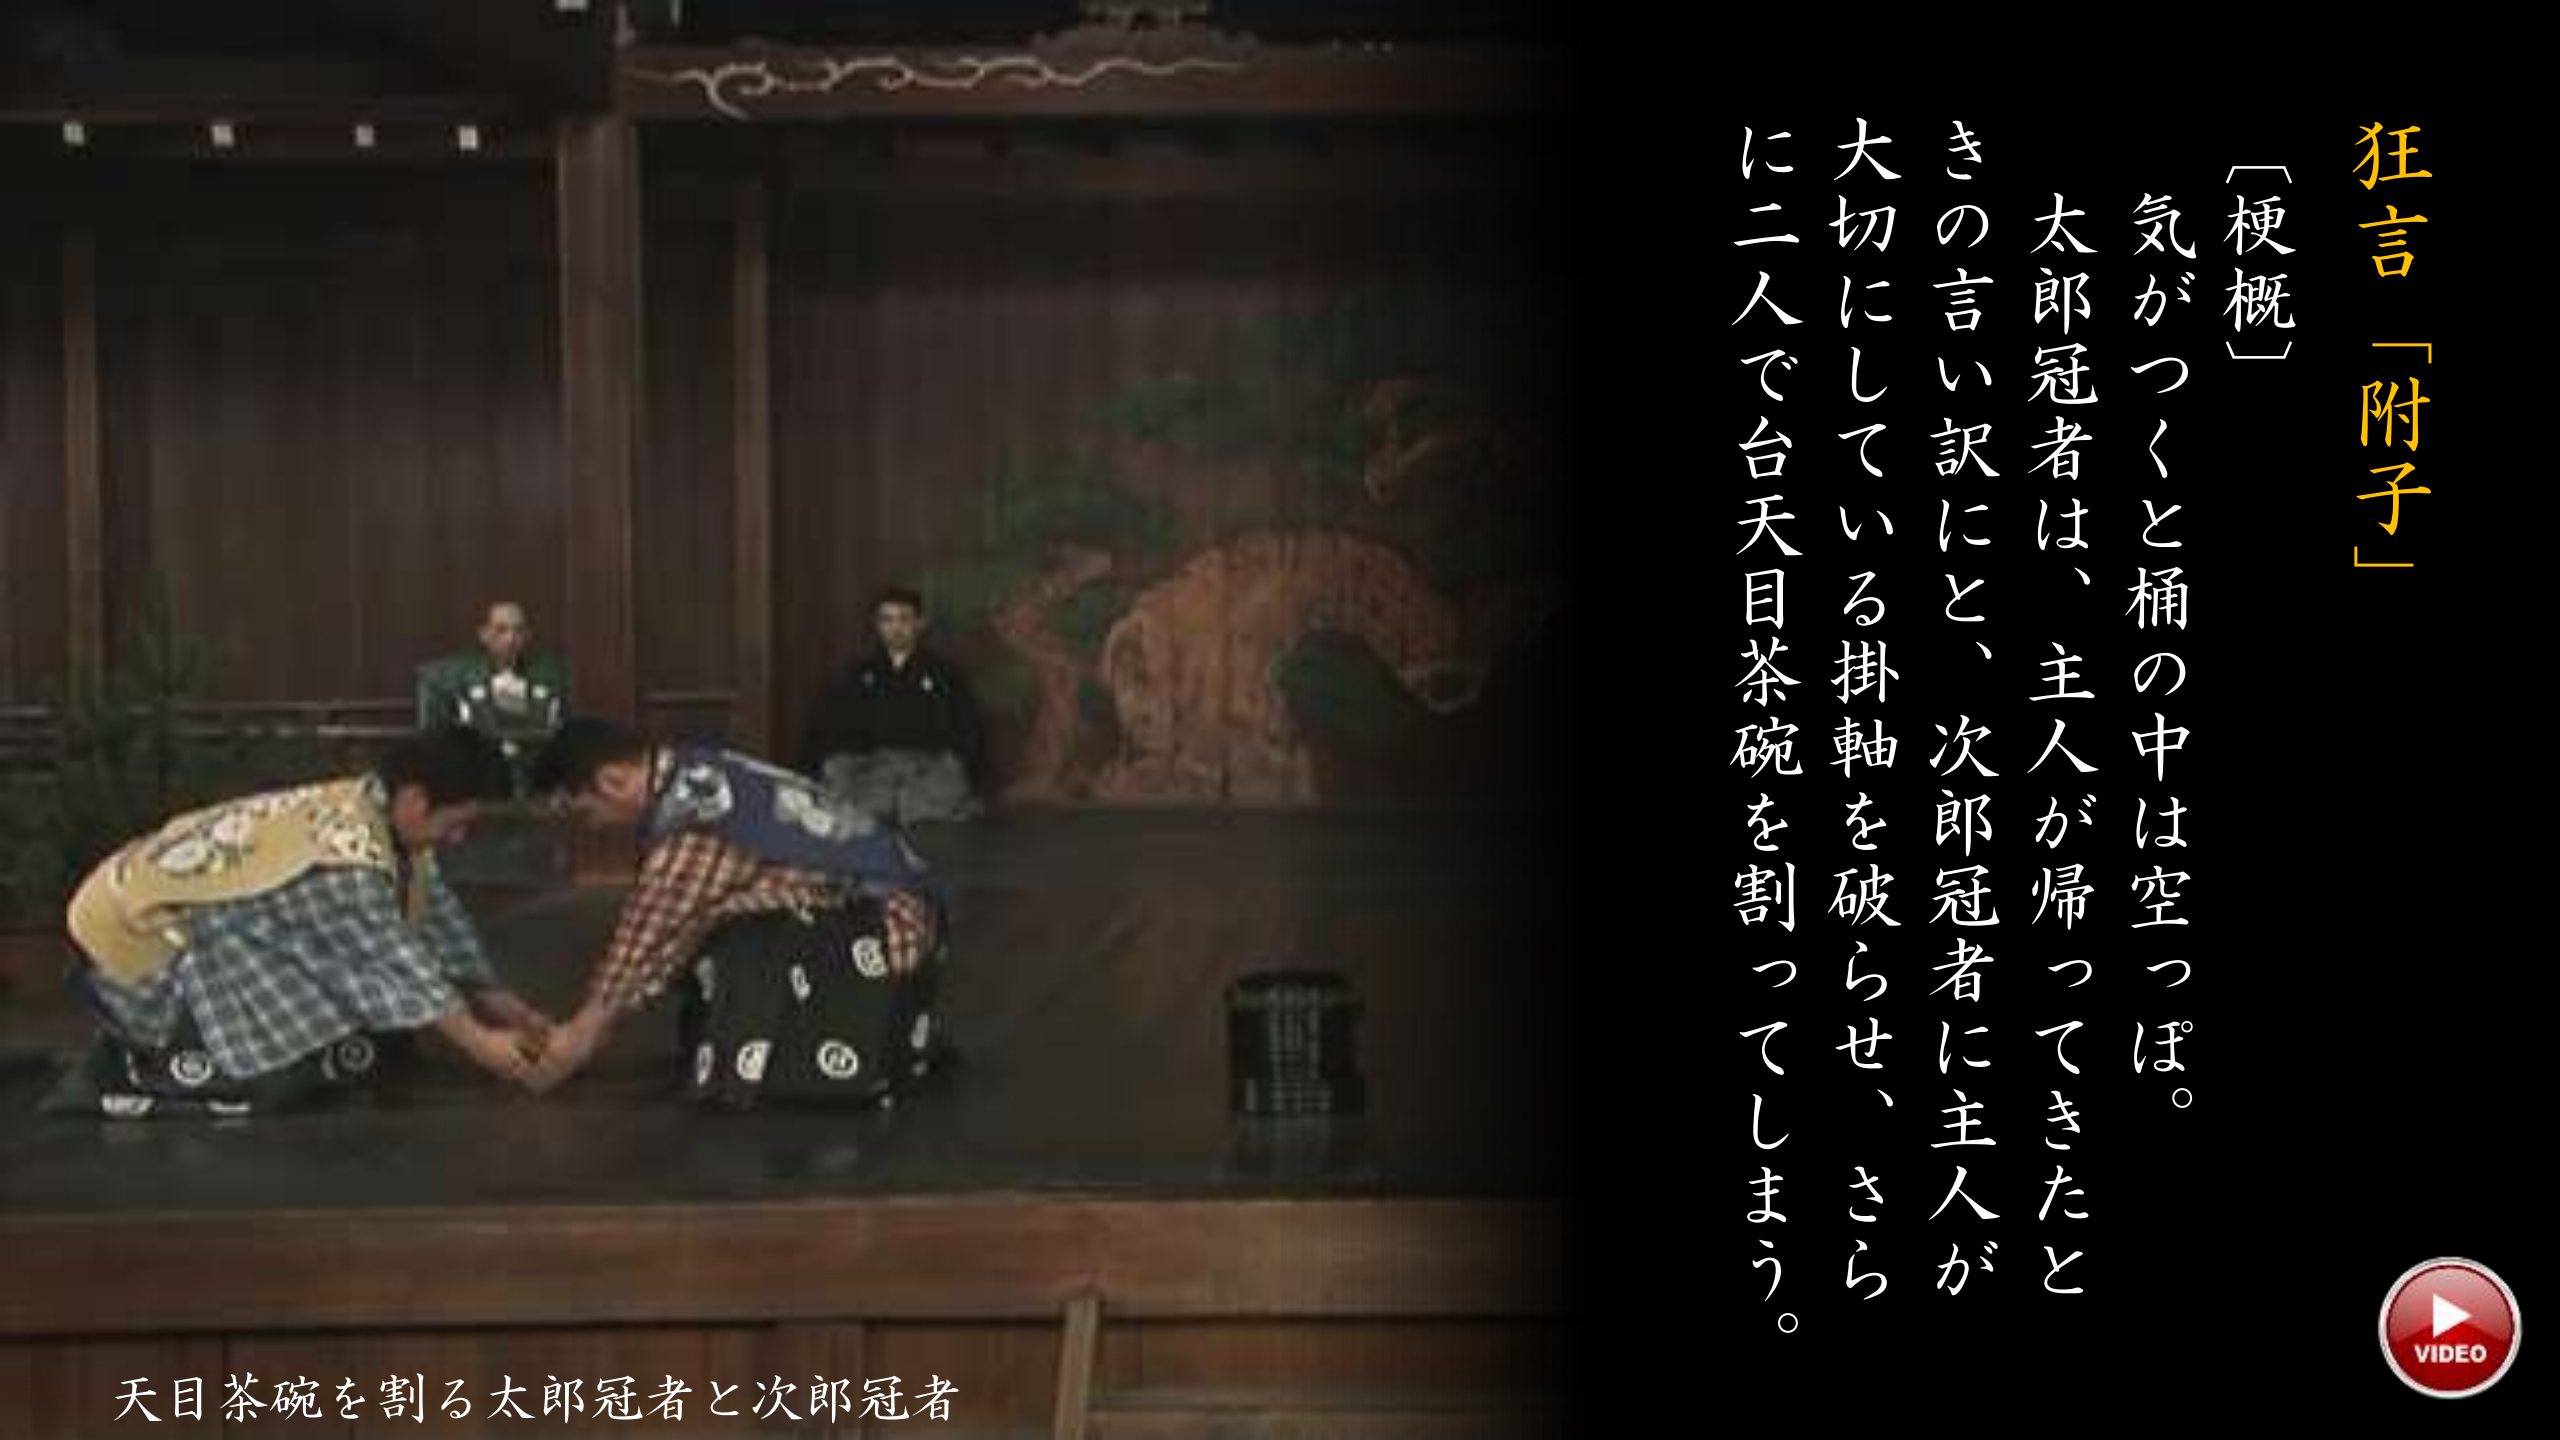 狂言「附子」
〔梗概〕
気がつくと桶の中は空っぽ。
太郎冠者は、主人が帰ってきたと
きの言い訳にと、次郎冠者に主人が
大切にしている掛軸を破らせ、さら
に二人で台天目茶碗を割ってしまう。
天目茶碗を割る太郎冠者と次郎冠者
VIDEO